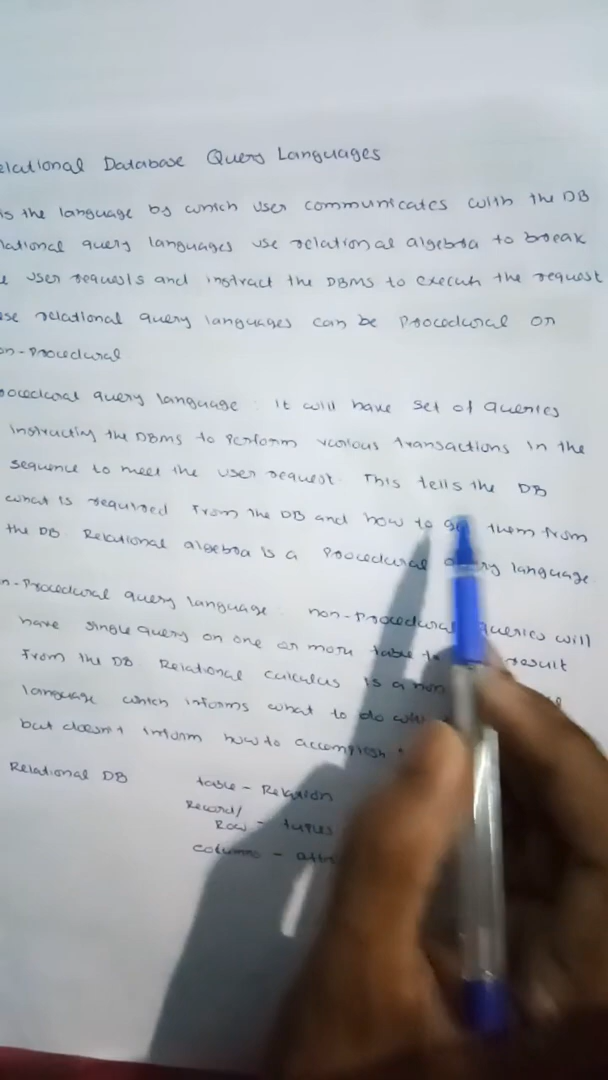 elational Database Query Languages
is the language by which user communicates with the DB
lational query languages use relational algebra to break
user requests and instruct the DBMS to execute the request
se relational query languages can be Procedural or
on-Procedural
ocedural query language : it will have set of queries
instructing the DBMS to Perform various transactions in the
sequence to meet the user request. This tells the DB
what is required from the DB and how to get them from
the DB Relational algebra is a Procedural query language
n-Procedural query language non-Procedural queries will
have single query on one or more table to result
from the DB. Relational calculus is a non
language which informs what to do
but doesn't inform how to accomplish
Relational DB table - Relation
Record/
Row - tuples
columns - att